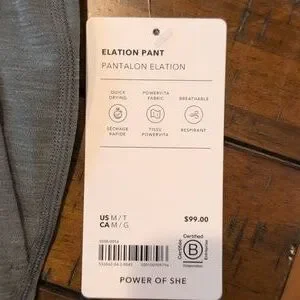 ELATION PANT
PANTALON ELATION
QUICK
DRYING
POWERVITA
FABRIC
BREATHABLE
SÉCHAGE
RAPIDE
TISSU
POWERVITA
RESPIRANT
US M / T
CA M / G
$99.00
Certified
B
Corporation
POWER OF SHE